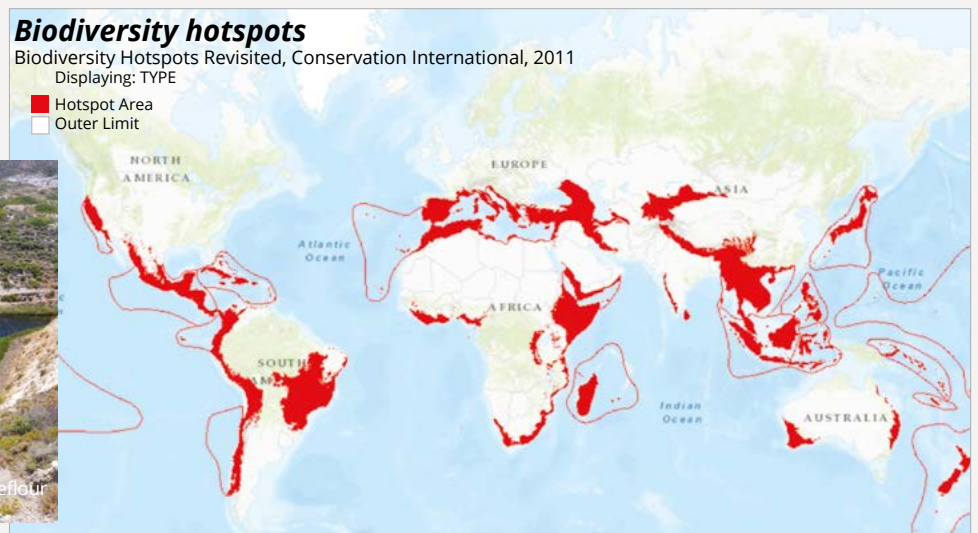 Biodiversity hotspots
Biodiversity Hotspots Revisited, Conservation International, 2011
Displaying: TYPE
Hotspot Area
Outer Limit
NORTH
AMERICA
EUROPE
ASIA
Atlantic
Ocean
Pacific
Ocean
AFRICA
SOUTH
Indian
Ocean
AUSTRALIA
eflour